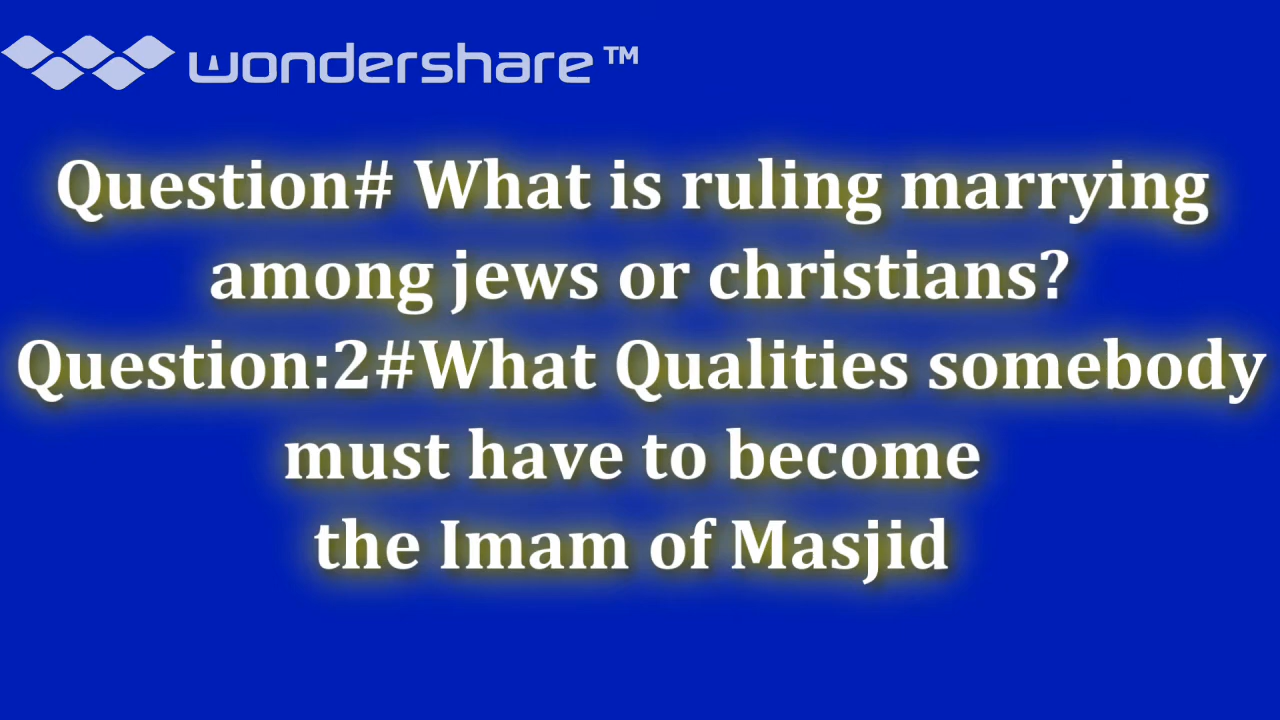 wondershare™
Question# What is ruling marrying
among jews or christians?
Question:2#What Qualities somebody
must have to become
the Imam of Masjid